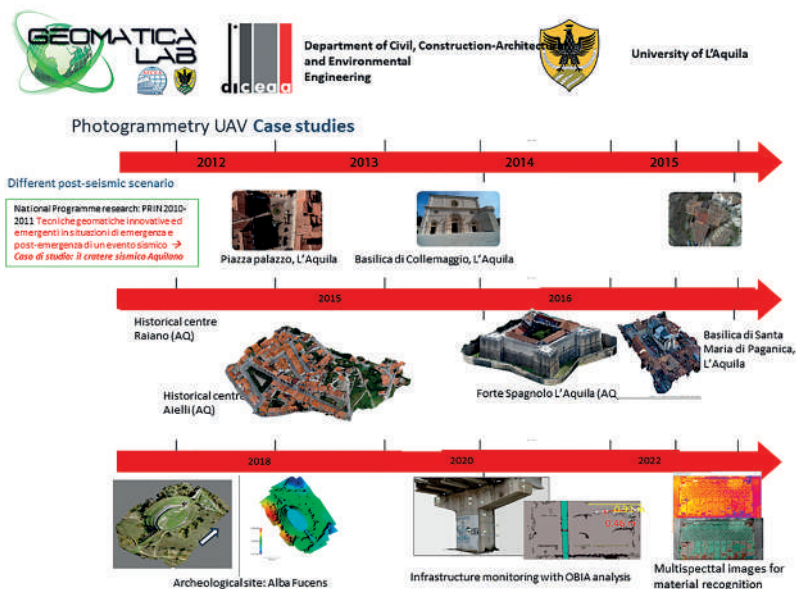 GEOMATICA
LAB
diceaa
Department of Civil, Construction-Architectu
and Environmental
Engineering
University of L'Aquila
Photogrammetry UAV Case studies
2012
2013
2014
2015
Different post-seismic scenario
National Programme research: PRIN 2010-
2011 Tecniche geomatiche innovative ed
emergenti in situazioni di emergenza e
post-emergenza di un evento sismico →
Caso di studio: il cratere sismico Aquilano
Piazza palazzo, L'Aquila
Basilica di Collemaggio, L'Aquila
2015
2016
Historical centre
Raiano (AQ)
Historical centre
Aielli (AQ)
Forte Spagnolo L'Aquila (AQ
Basilica di Santa
Maria di Paganica,
L'Aquila
2018
2020
2022
0.46
Archeological site: Alba Fucens
Infrastructure monitoring with OBIA analysis
Multispecttal images for
material recognition